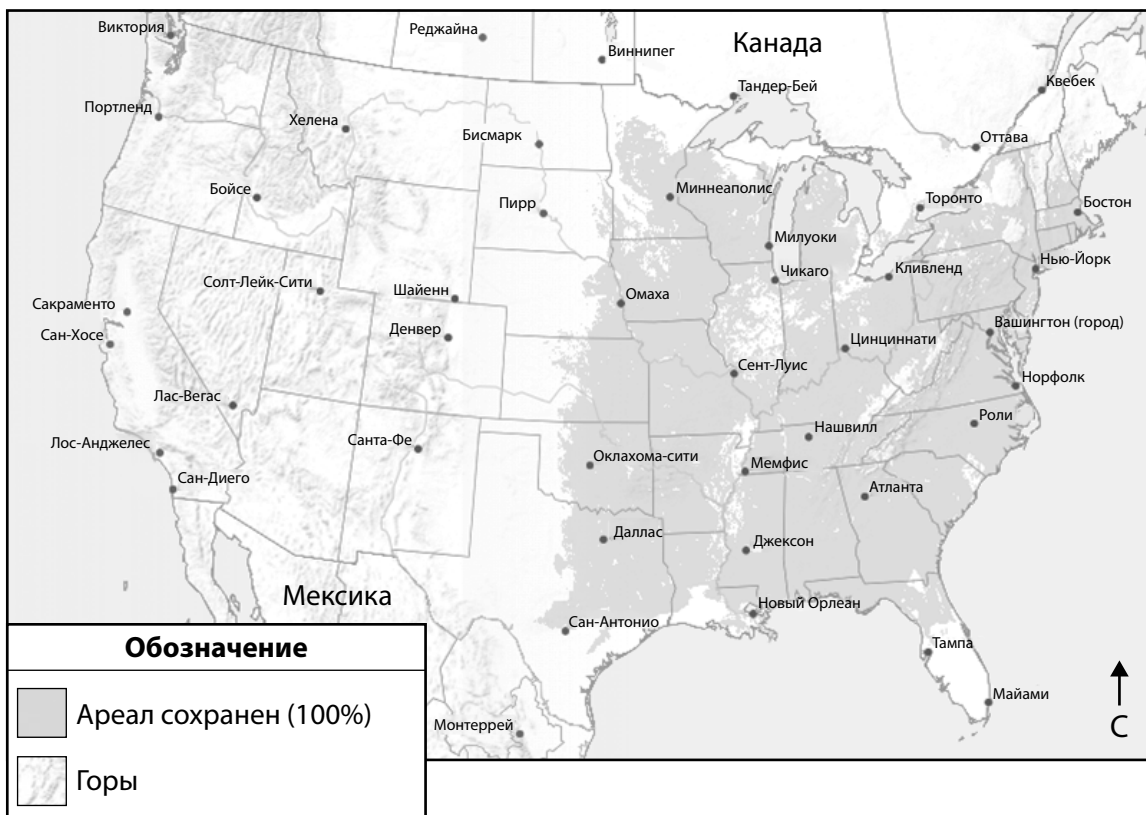 Виктория
Реджайна
Виннипег
Канада
Тандер-Бей
Квебек
Портленд
Хелена
Бисмарк
Оттава
Бойсе
Пирр
Миннеаполис
Торонто
Бостон
Милуоки
Нью-Йорк
Солт-Лейк-Сити
Шайенн
Омаха
Чикаго
Кливленд
Сакраменто
Сан-Хосе
Денвер
Цинциннати
Вашингтон (город)
Сент-Луис
Норфолк
Лас-Вегас
Роли
Лос-Анджелес
Санта-Фе
Нашвилл
Оклахома-сити
Мемфис
Сан-Диего
Атланта
Даллас
Джексон
Мексика
Новый Орлеан
Сан-Антонио
Тампа
Майами
Монтеррей
С
Обозначение
Ареал сохранен (100%)
Горы